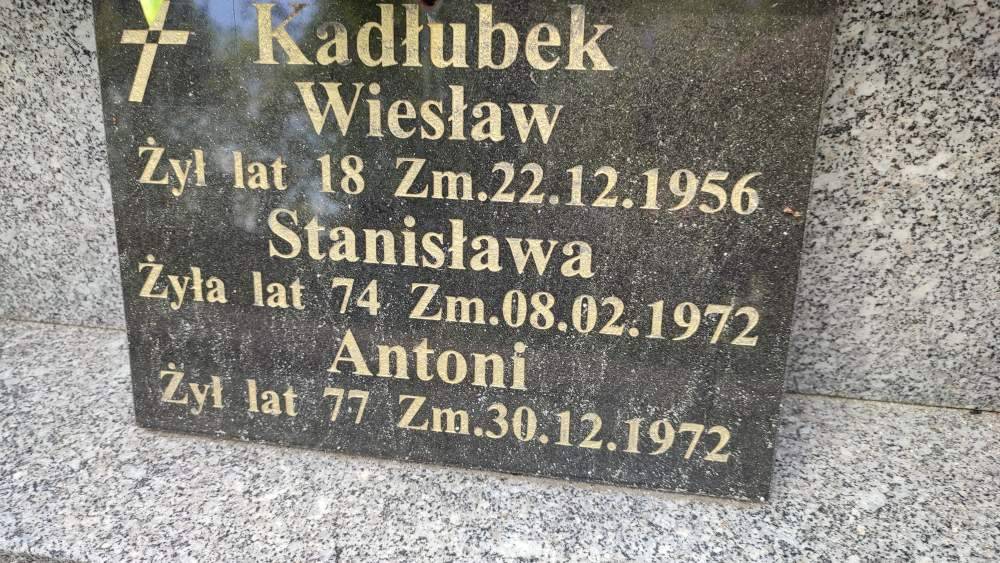 Kadłubek
Wiesław
Żył lat 18 Zm.22.12.1956
Stanisława
Żyła lat 74 Zm.08.02.1972
Antoni
Żył lat 77 Zm.30.12.1972